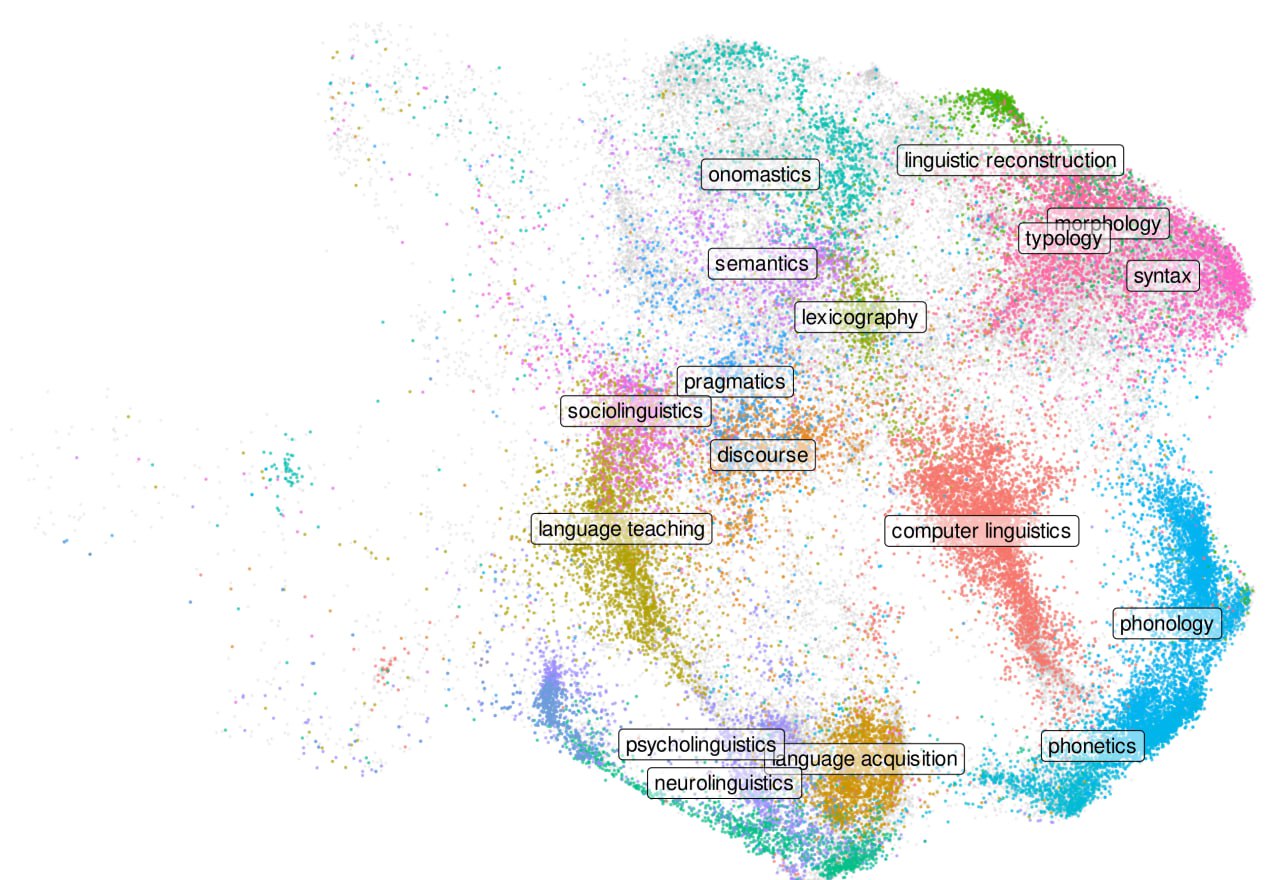 linguistic reconstruction
onomastics
morphology
typology
semantics
syntax
lexicography
pragmatics
sociolinguistics
discourse
language teaching
computer linguistics
phonology
psycholinguistics
phonetics
language acquisition
neurolinguistics